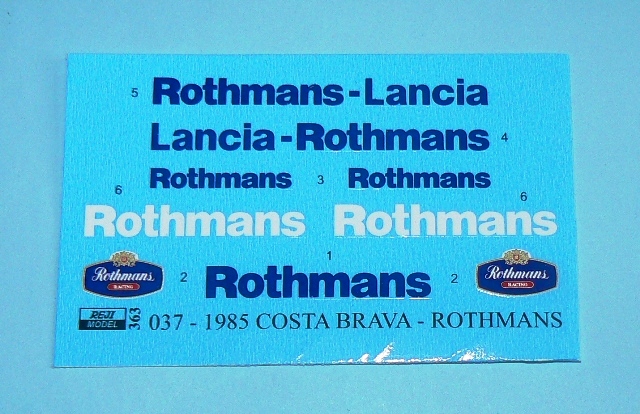 5 Rothmans-Lancia
Lancia-Rothmans 4
Rothmans 3 Rothmans
6 6
Rothmans Rothmans
1
Rothmans RACING 2 Rothmans 2 Rothmans. RACING
REJI MODEL 363 037 - 1985 COSTA BRAVA - ROTHMANS